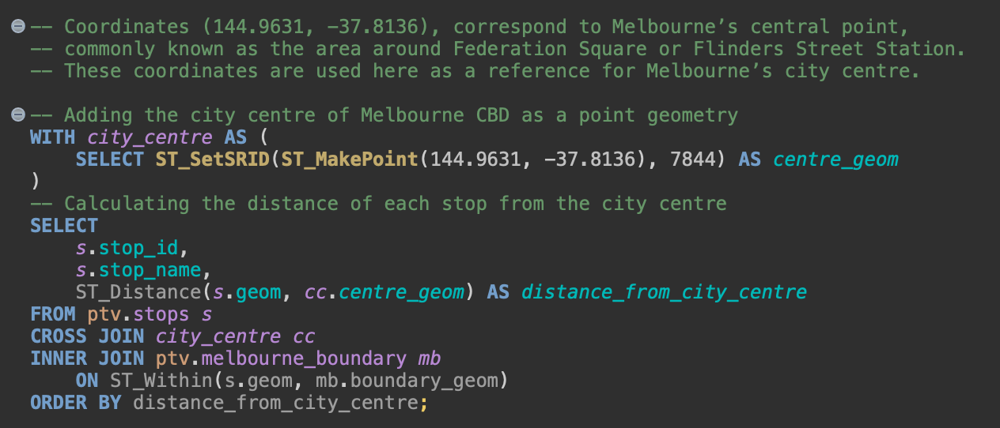 -- Coordinates (144.9631, -37.8136), correspond to Melbourne’s central point,
-- commonly known as the area around Federation Square or Flinders Street Station.
-- These coordinates are used here as a reference for Melbourne’s city centre.
-- Adding the city centre of Melbourne CBD as a point geometry
WITH city_centre AS (
    SELECT ST_SetSRID(ST_MakePoint(144.9631, -37.8136), 7844) AS centre_geom
)
-- Calculating the distance of each stop from the city centre
SELECT
    s.stop_id,
    s.stop_name,
    ST_Distance(s.geom, cc.centre_geom) AS distance_from_city_centre
FROM ptv.stops s
CROSS JOIN city_centre cc
INNER JOIN ptv.melbourne_boundary mb
    ON ST_Within(s.geom, mb.boundary_geom)
ORDER BY distance_from_city_centre;